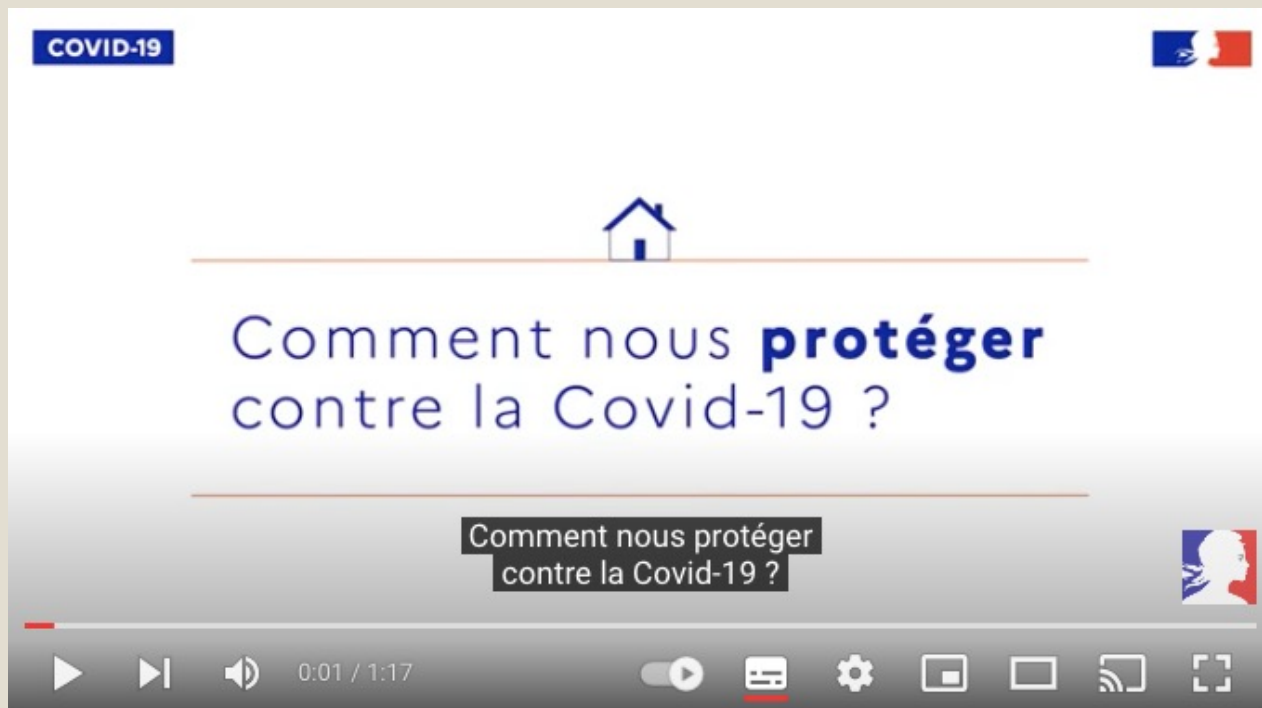 COVID-19
Comment nous protéger
contre la Covid-19 ?
Comment nous protéger
contre la Covid-19 ?
0:01 / 1:17